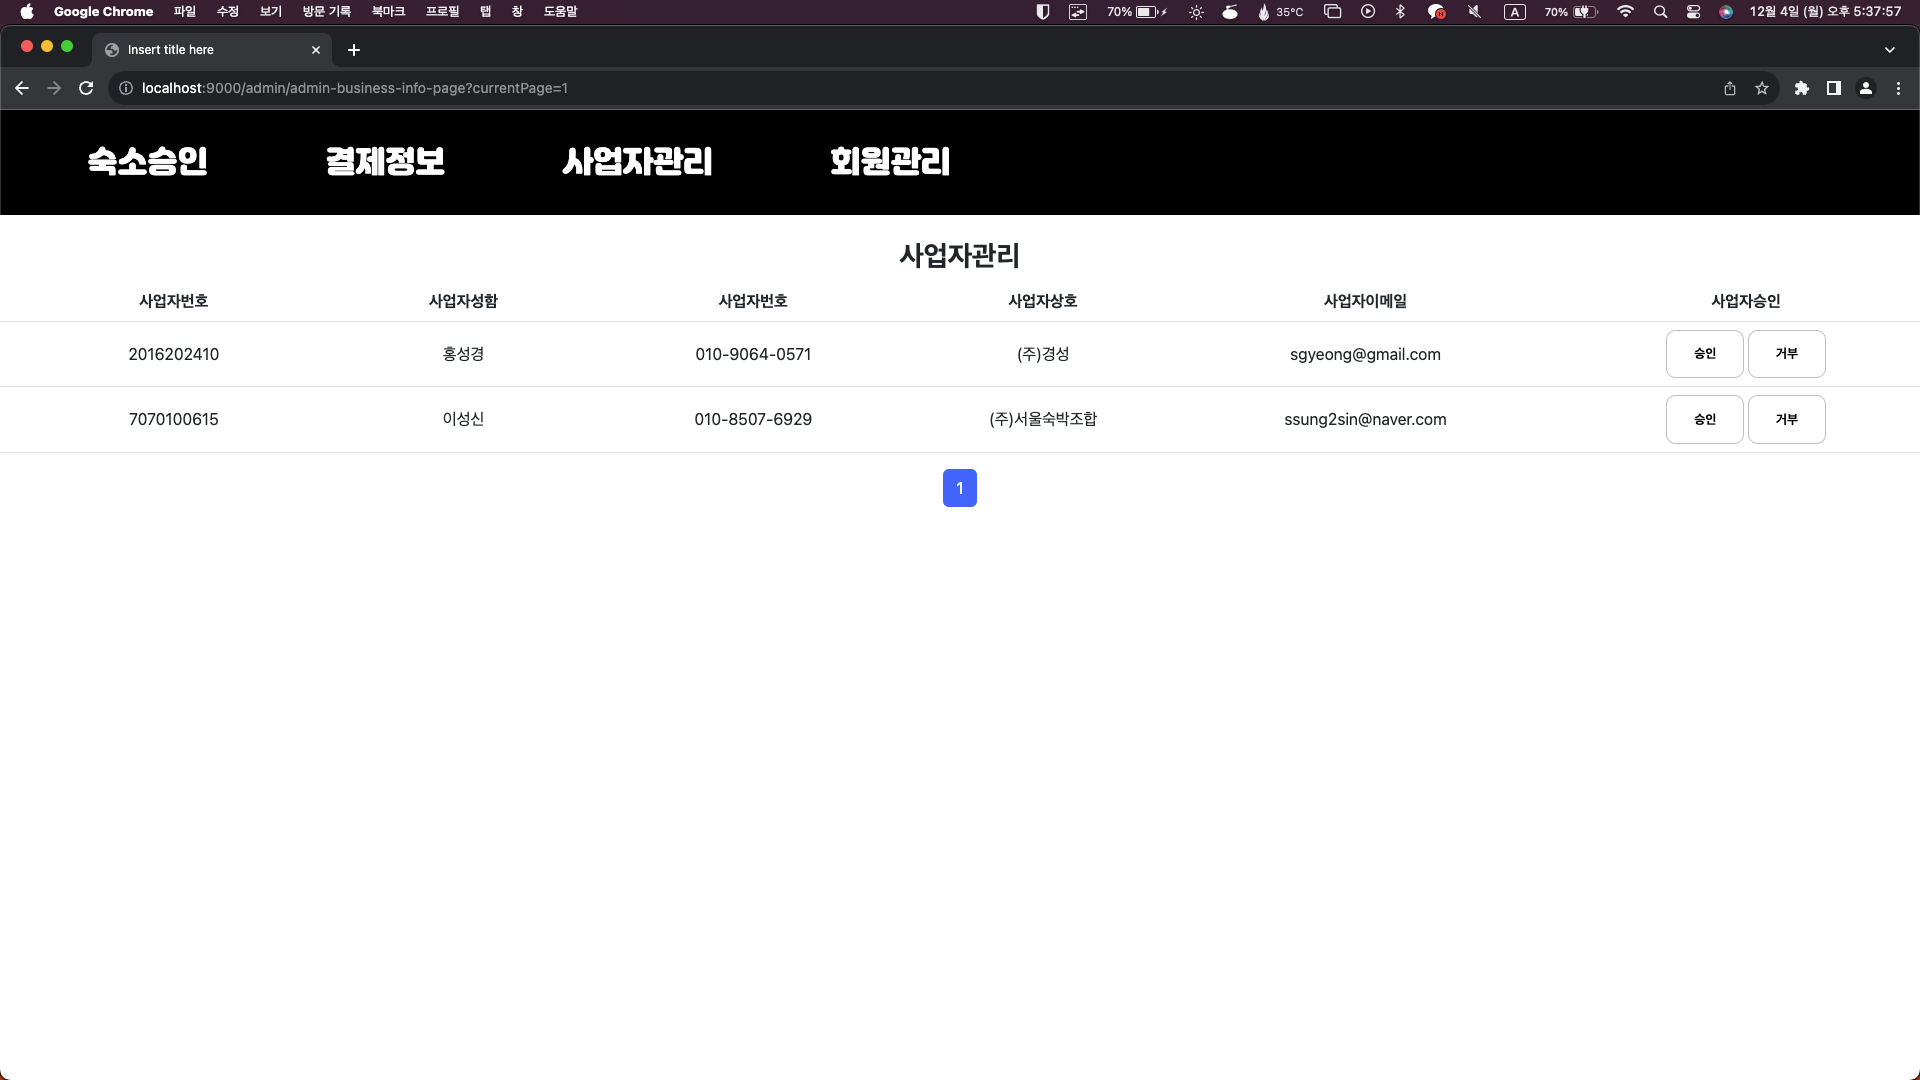 Google Chrome 파일 수정 보기 방문 기록 북마크 프로필 탭 창 도움말 70% 35°C A 70% 12월 4일 (월) 오후 5:37:57
Insert title here
localhost:9000/admin/admin-business-info-page?currentPage=1
숙소승인 결제정보 사업자관리 회원관리
사업자관리
사업자번호 사업자성함 사업자번호 사업자상호 사업자이메일 사업자승인
2016202410 홍성경 010-9064-0571 (주)경성 sgyeong@gmail.com 승인 거부
7070100615 이성신 010-8507-6929 (주)서울숙박조합 ssung2sin@naver.com 승인 거부
1